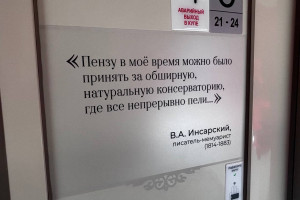 АВАРИЙНЫЙ
ВЫХОД
В КУПЕ
21 - 24
«Пензу в моё время можно было
принять за обширную,
натуральную консерваторию,
где все непрерывно пели...»
В.А. Инсарский,
писатель-мемуарист
(1814-1883)